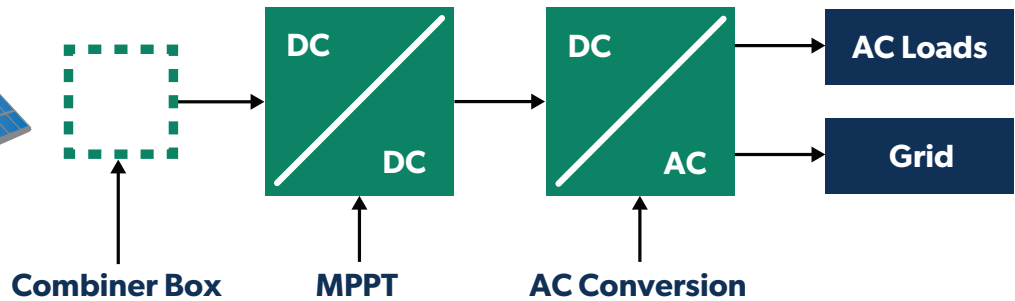 DC
DC
DC
AC
AC Loads
Grid
Combiner Box
MPPT
AC Conversion